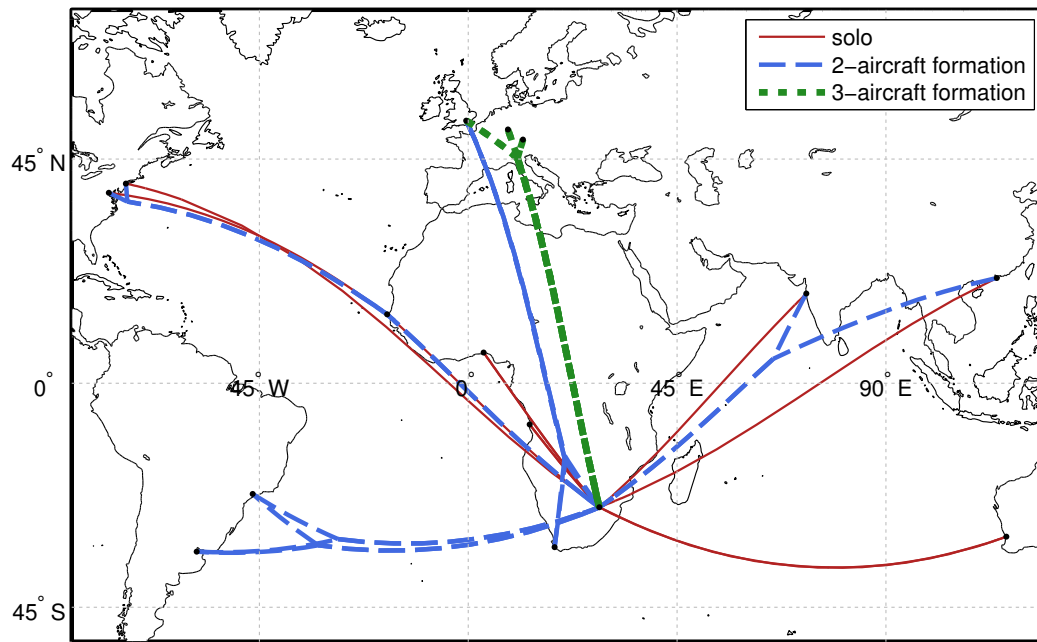 solo
2−aircraft formation
3−aircraft formation
45° N
0°
45° W
0°
45° E
90° E
45° S